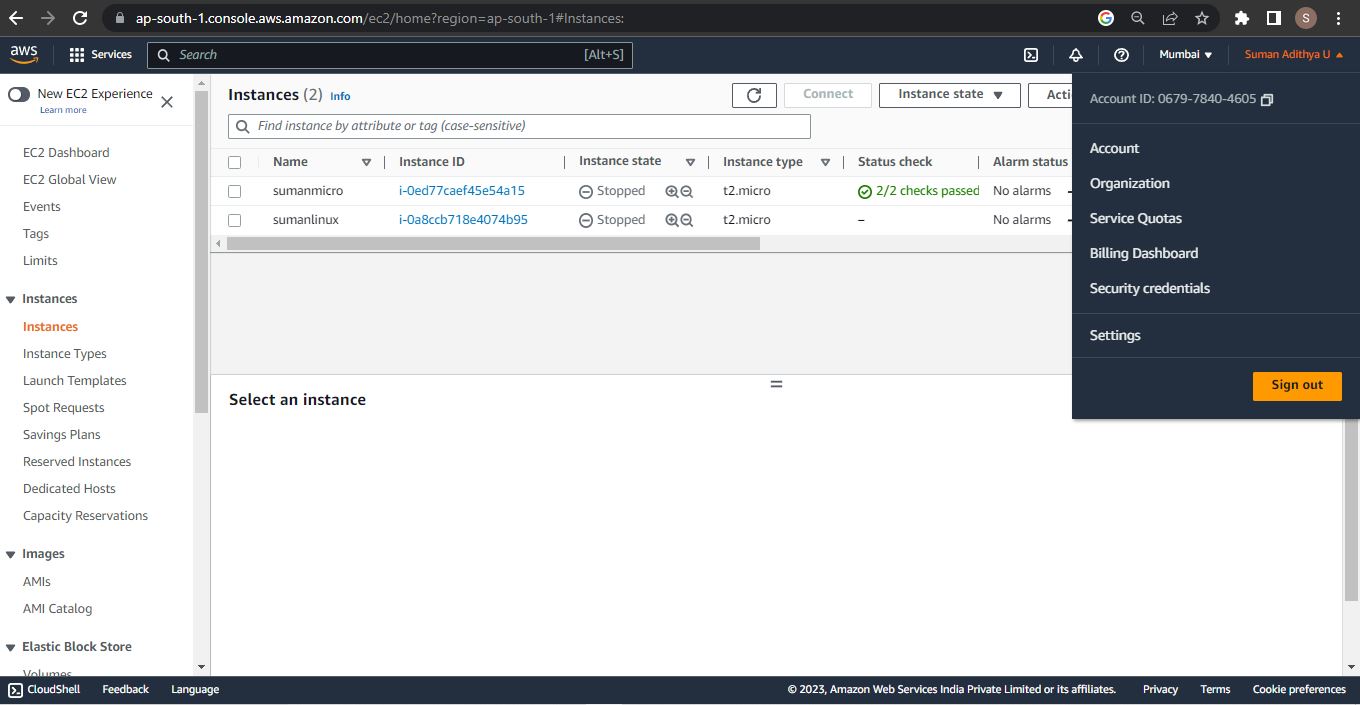 ap-south-1.console.aws.amazon.com/ec2/home?region=ap-south-1#Instances:
G
S
aws
Services
Search
[Alt+S]
Mumbai
Suman Adithya U
New EC2 Experience
Learn more
EC2 Dashboard
EC2 Global View
Events
Tags
Limits
Instances
Instances
Instance Types
Launch Templates
Spot Requests
Savings Plans
Reserved Instances
Dedicated Hosts
Capacity Reservations
Images
AMIs
AMI Catalog
Elastic Block Store
Volumes
Instances (2) Info
Connect
Instance state
Acti
Find instance by attribute or tag (case-sensitive)
Name Instance ID Instance state Instance type Status check Alarm status
sumanmicro i-0ed77caef45e54a15 Stopped t2.micro 2/2 checks passed No alarms
sumanlinux i-0a8ccb718e4074b95 Stopped t2.micro – No alarms
Select an instance
Account ID: 0679-7840-4605
Account
Organization
Service Quotas
Billing Dashboard
Security credentials
Settings
Sign out
CloudShell Feedback Language
© 2023, Amazon Web Services India Private Limited or its affiliates. Privacy Terms Cookie preferences